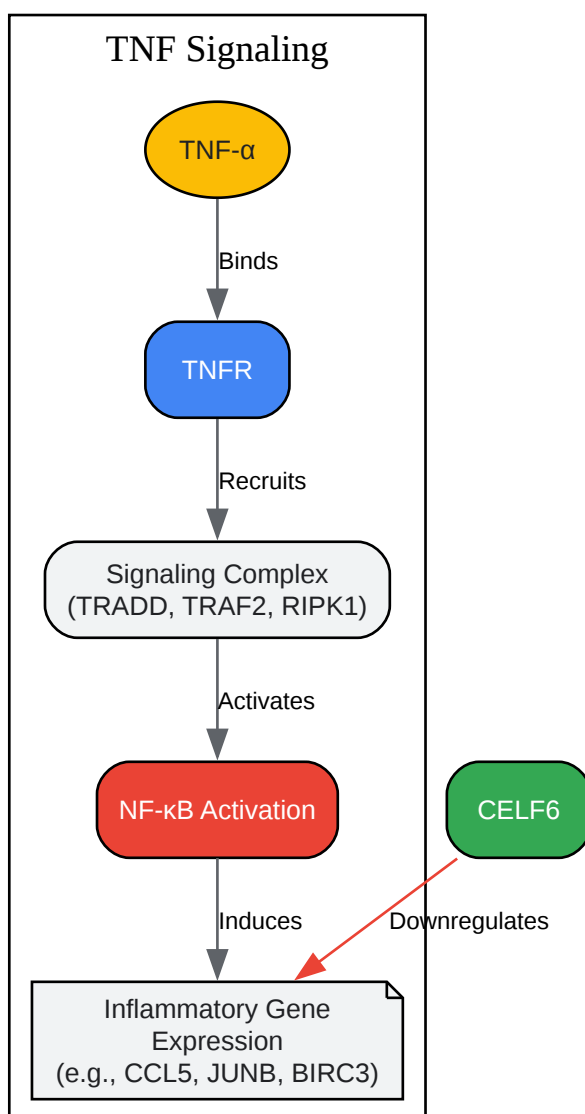 TNF Signaling
TNF-α
Binds
TNFR
Recruits
Signaling Complex
(TRADD, TRAF2, RIPK1)
Activates
NF-κB Activation
CELF6
Induces
Downregulates
Inflammatory Gene
Expression
(e.g., CCL5, JUNB, BIRC3)